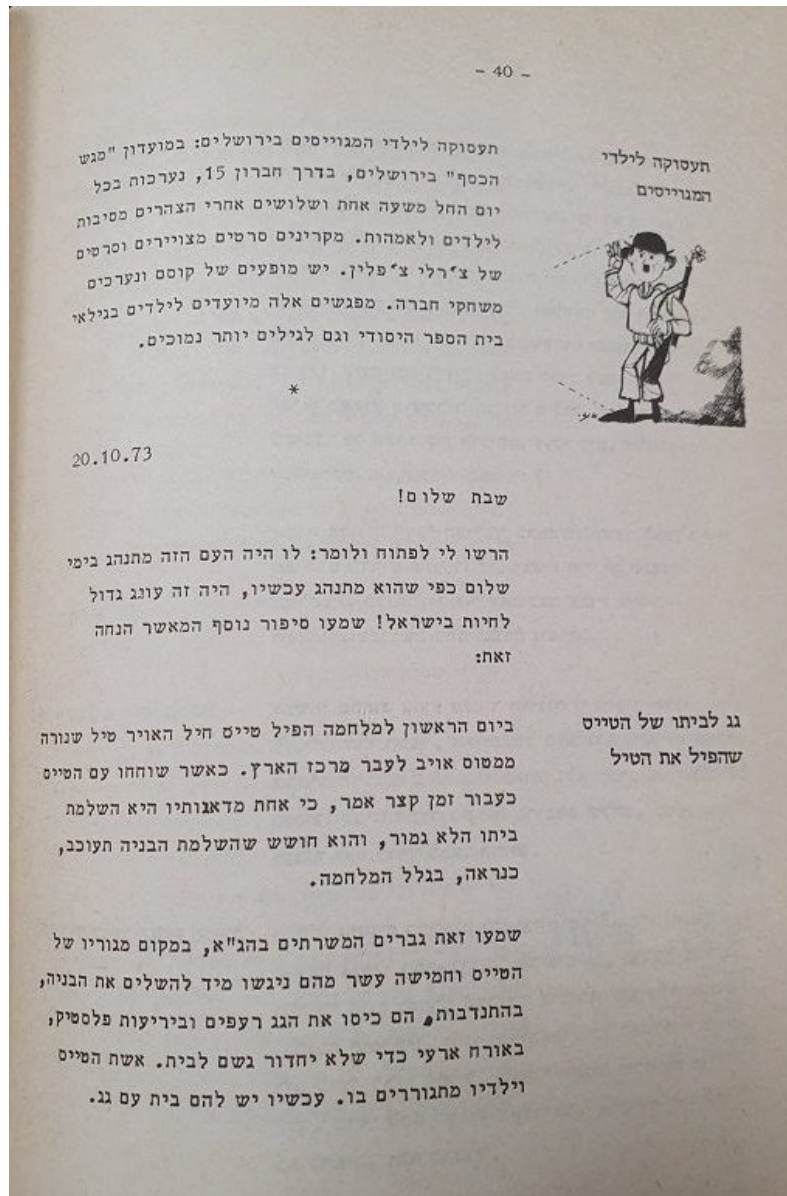 - 40 -
תעסוקה לילדי
המגוייסים
תעסוקה לילדי המגוייסים בירושלים: במועדון "מגש
הכסף" בירושלים, בדרך חברון 15, נערכות בכל
יום החל משעה אחת ושלושים אחרי הצהרים מסיבות
לילדים ולאמהות. מקרינים סרטים מצויירים וסרטים
של צ'רלי צ'פלין. יש מופעים של קוסם ונערכים
משחקי חברה. מפגשים אלה מיועדים לילדים בגילאי
בית הספר היסודי וגם לגילים יותר נמוכים.
*
20.10.73
שבת שלום!
הרשו לי לפתוח ולומר: לו היה העם הזה מתנהג בימי
שלום כפי שהוא מתנהג עכשיו, היה זה עונג גדול
לחיות בישראל! שמעו סיפור נוסף המאשר הנחה
זאת:
גג לביתו של הטייס
שהפיל את הטיל
ביום הראשון למלחמה הפיל טייס חיל האויר טיל שנורה
ממטוס אויב לעבר מרכז הארץ. כאשר שוחחו עם הטייס
כעבור זמן קצר אמר, כי אחת מדאגותיו היא השלמת
ביתו הלא גמור, והוא חושש שהשלמת הבניה תעוכב,
כנראה, בגלל המלחמה.
שמעו זאת גברים המשרתים בהג"א, במקום מגוריו של
הטייס וחמישה עשר מהם ניגשו מיד להשלים את הבניה,
בהתנדבות. הם כיסו את הגג רעפים וביריעות פלסטיק,
באורח ארעי כדי שלא יחדור גשם לבית. אשת הטייס
וילדיו מתגוררים בו. עכשיו יש להם בית עם גג.